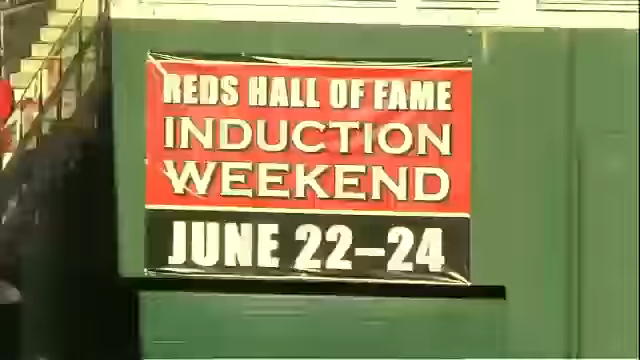 REDS HALL OF FAME
INDUCTION
WEEKEND
JUNE 22–24